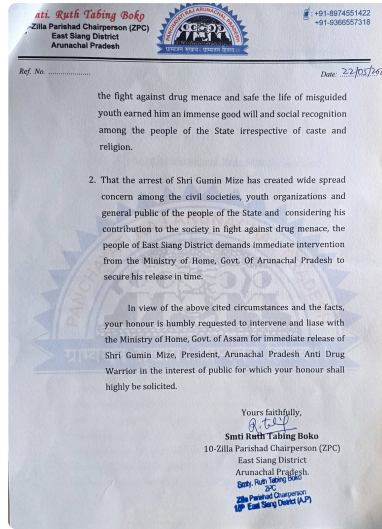 Smti. Ruth Tabing Boko
-Zilla Parishad Chairperson (ZPC)
East Siang District
Arunachal Pradesh
PANCHAYATI RAJ ARUNACHAL PRADESH
: +91-8974551422
+91-9366557318
Ref. No. ......................
Date: 22/05/202
the fight against drug menace and safe the life of misguided
youth earned him an immense good will and social recognition
among the people of the State irrespective of caste and
religion.
2. That the arrest of Shri Gumin Mize has created wide spread
concern among the civil societies, youth organizations and
general public of the people of the State and considering his
contribution to the society in fight against drug menace, the
people of East Siang District demands immediate intervention
from the Ministry of Home, Govt. Of Arunachal Pradesh to
secure his release in time.
In view of the above cited circumstances and the facts,
your honour is humbly requested to intervene and liase with
the Ministry of Home, Govt. of Assam for immediate release of
Shri Gumin Mize, President, Arunachal Pradesh Anti Drug
Warrior in the interest of public for which your honour shall
highly be solicited.
Yours faithfully,
Smti Ruth Tabing Boko
10-Zilla Parishad Chairperson (ZPC)
East Siang District
Arunachal Pradesh.
Smty. Ruth Tabing Boko
ZPC
Zilla Parishad Chairperson
East Siang District (A.P)